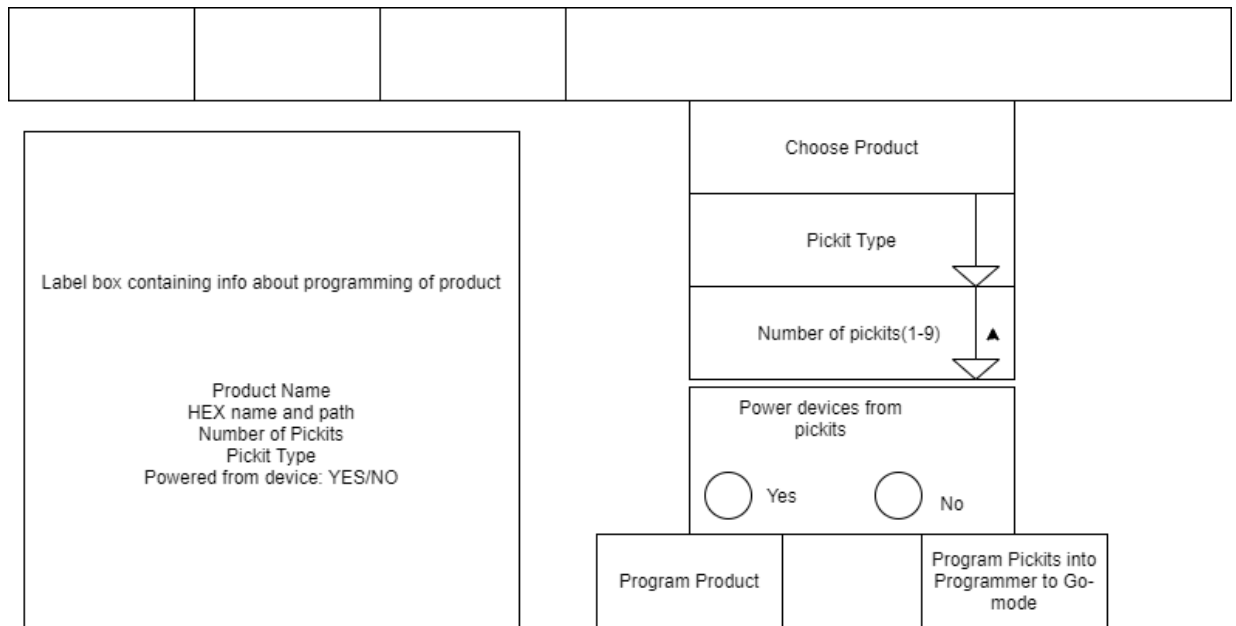 Choose Product
Pickit Type
Number of pickits(1-9)
Power devices from
pickits
Yes
No
Program Product
Program Pickits into
Programmer to Go-
mode
Label box containing info about programming of product
Product Name
HEX name and path
Number of Pickits
Pickit Type
Powered from device: YES/NO